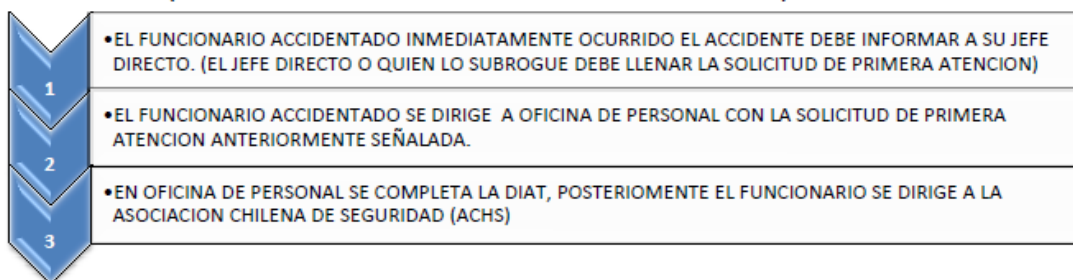 •EL FUNCIONARIO ACCIDENTADO INMEDIATAMENTE OCURRIDO EL ACCIDENTE DEBE INFORMAR A SU JEFE
DIRECTO. (EL JEFE DIRECTO O QUIEN LO SUBROGUE DEBE LLENAR LA SOLICITUD DE PRIMERA ATENCION)
1
•EL FUNCIONARIO ACCIDENTADO SE DIRIGE A OFICINA DE PERSONAL CON LA SOLICITUD DE PRIMERA
ATENCION ANTERIORMENTE SEÑALADA.
2
•EN OFICINA DE PERSONAL SE COMPLETA LA DIAT, POSTERIOMENTE EL FUNCIONARIO SE DIRIGE A LA
ASOCIACION CHILENA DE SEGURIDAD (ACHS)
3